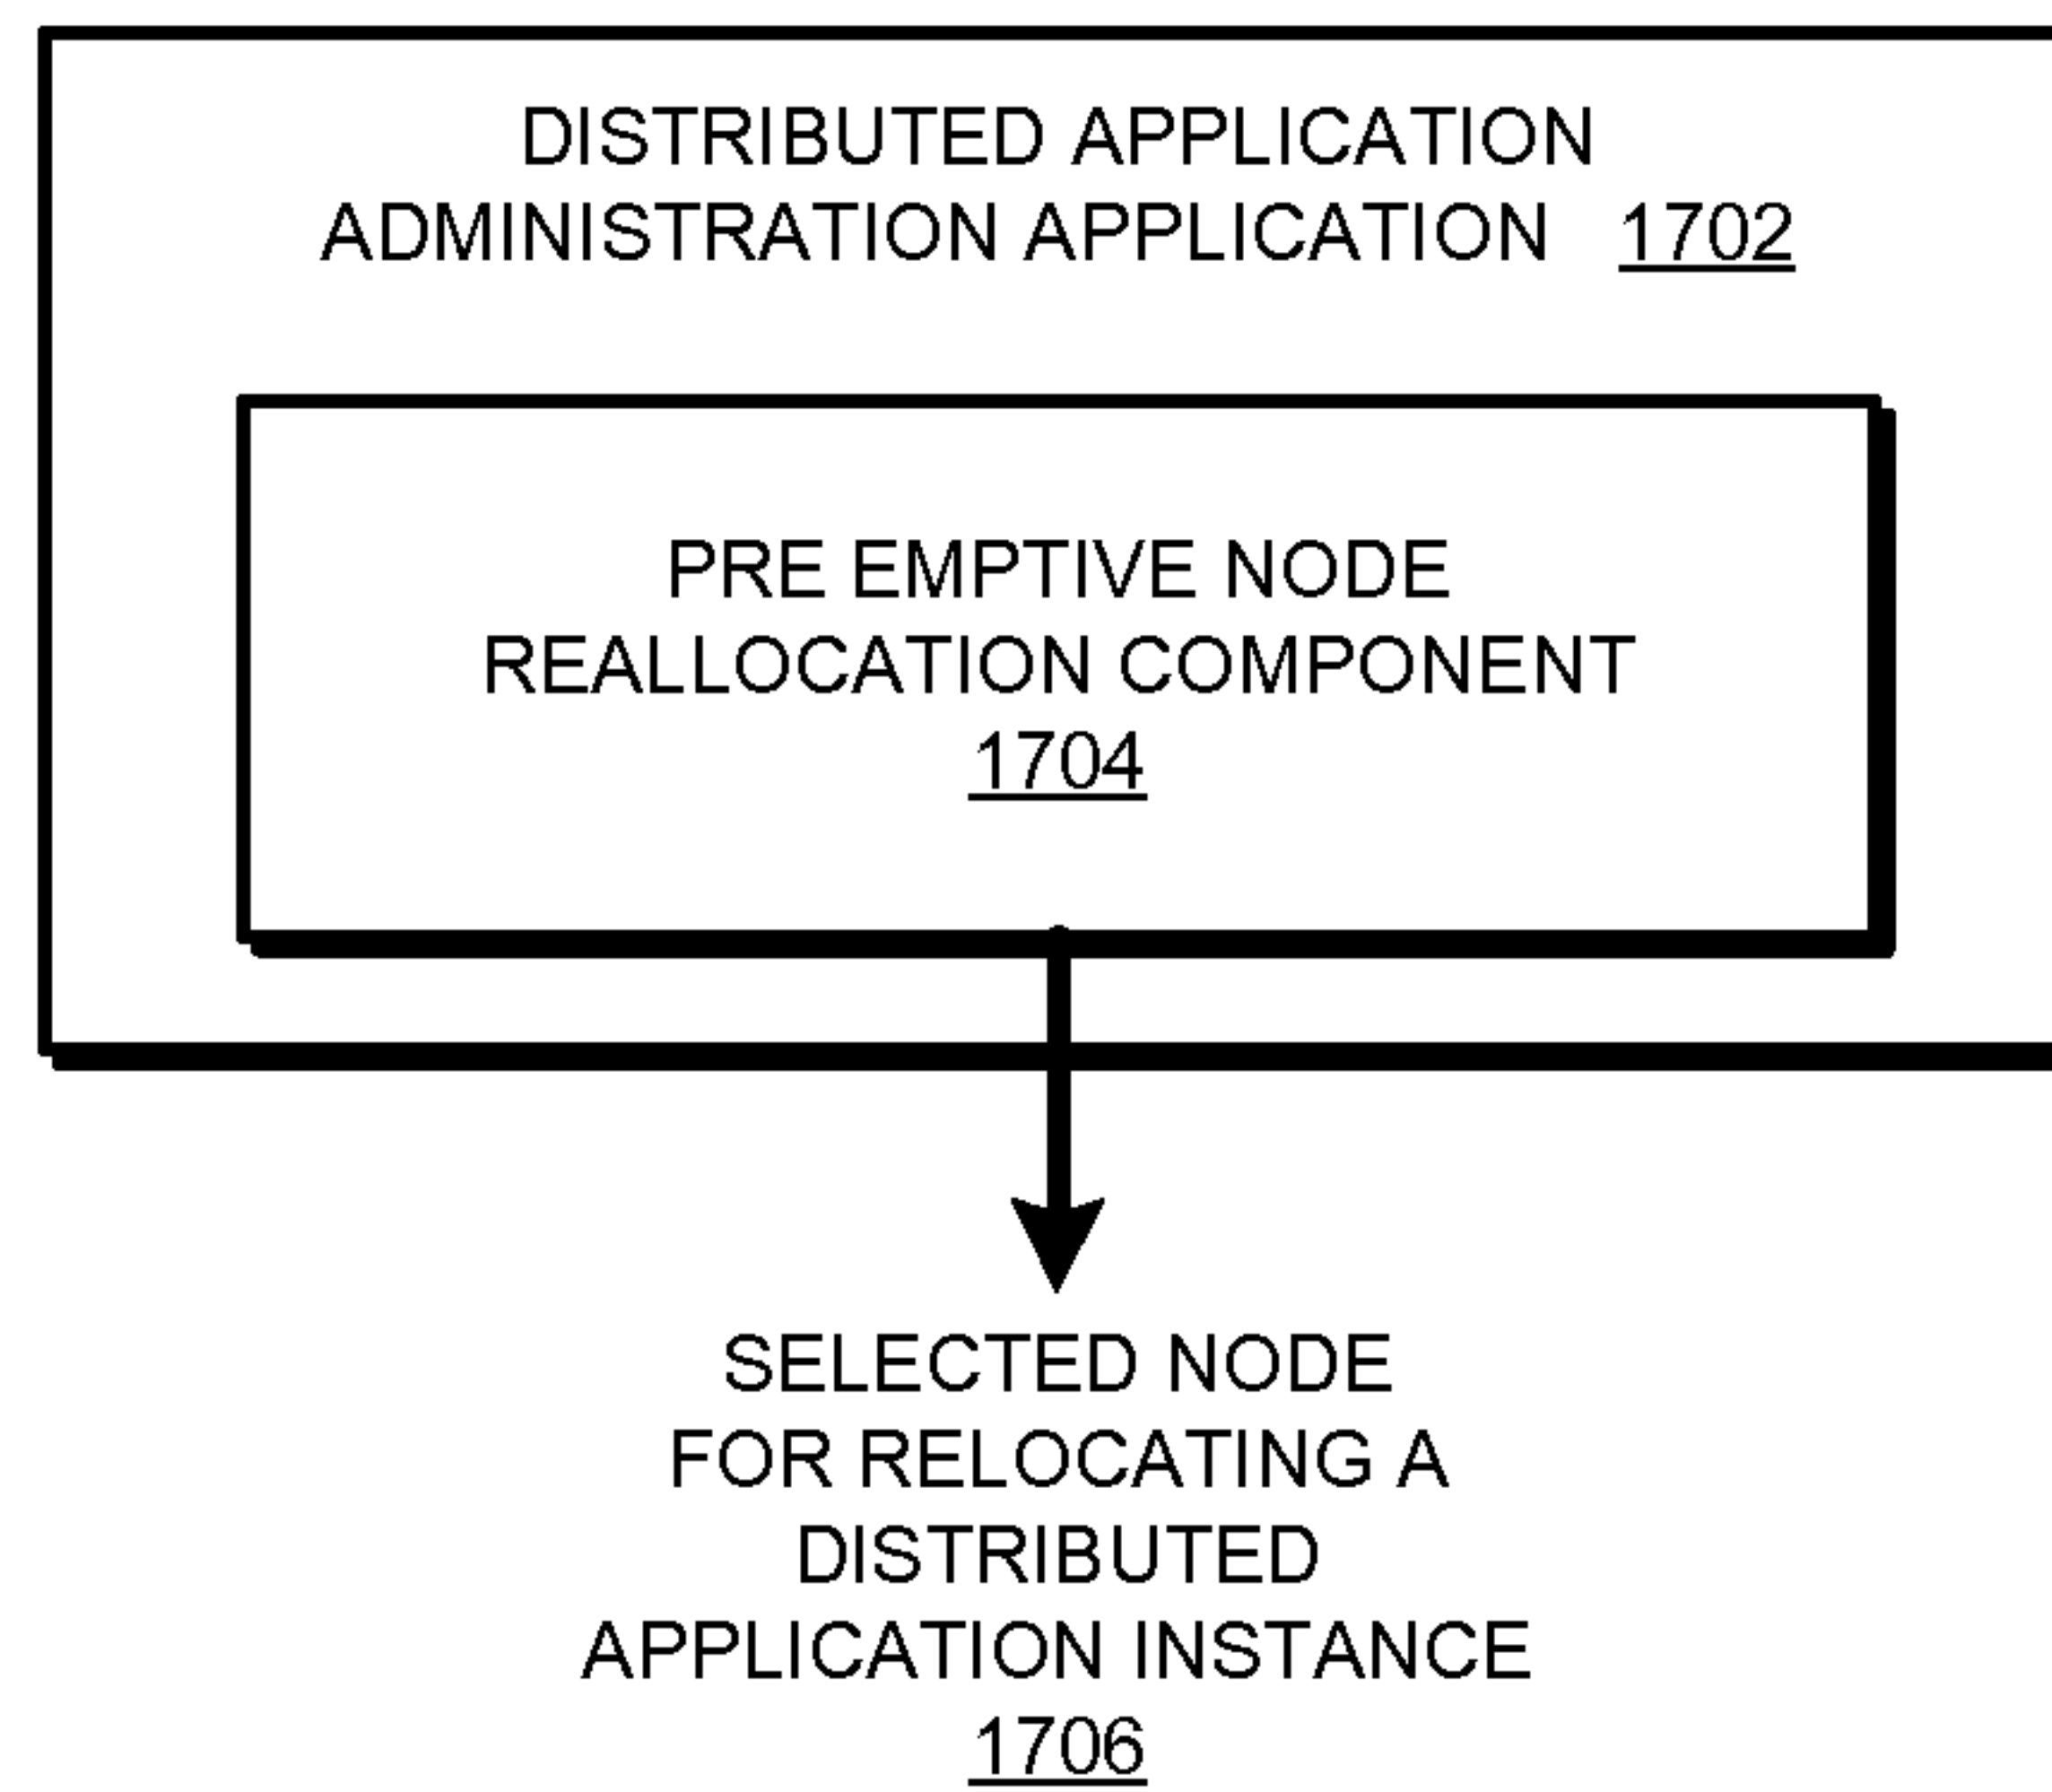 DISTRIBUTED APPLICATION
ADMINISTRATION APPLICATION 1702
PRE EMPTIVE NODE
REALLOCATION COMPONENT
1704
SELECTED NODE
FOR RELOCATING A
DISTRIBUTED
APPLICATION INSTANCE
1706